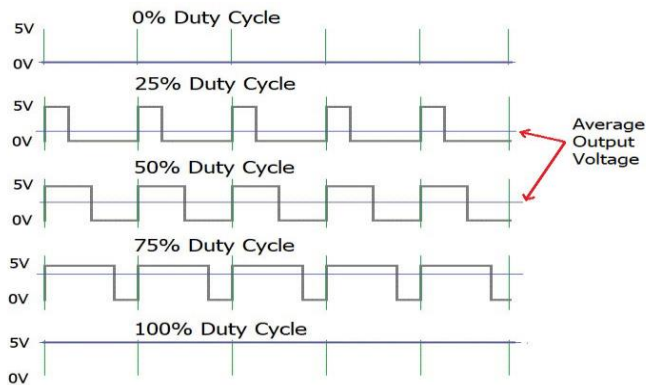 0% Duty Cycle
5V
0V
25% Duty Cycle
5V
0V
Average
Output
Voltage
50% Duty Cycle
5V
0V
75% Duty Cycle
5V
0V
100% Duty Cycle
5V
0V